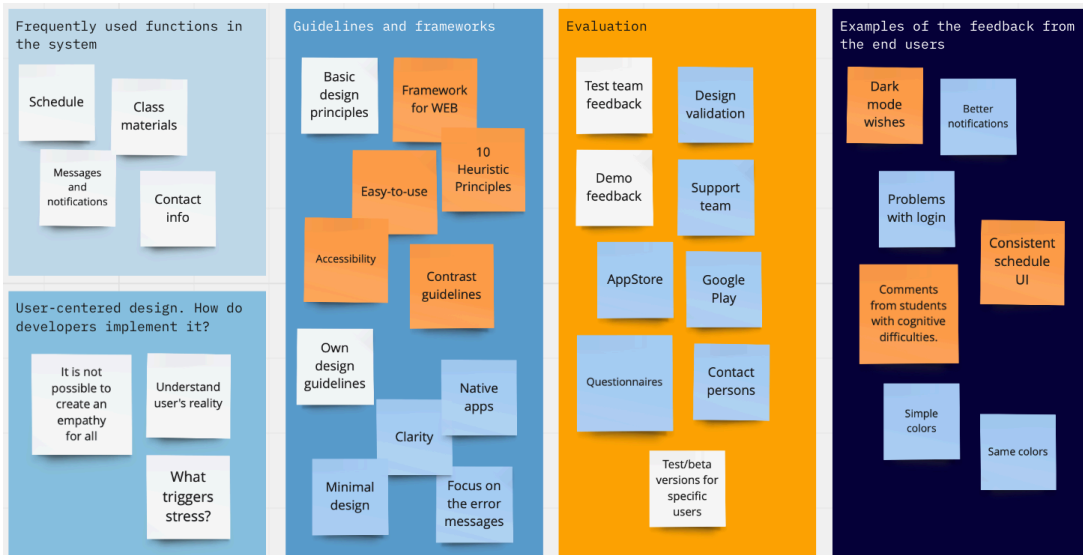 Frequently used functions in
the system
Schedule
Class
materials
Messages
and
notifications
Contact
info
User-centered design. How do
developers implement it?
It is not
possible to
create an
empathy
for all
Understand
user's reality
What
triggers
stress?
Guidelines and frameworks
Basic
design
principles
Framework
for WEB
10
Heuristic
Principles
Easy-to-use
Accessibility
Contrast
guidelines
Own
design
guidelines
Native
apps
Clarity
Minimal
design
Focus on
the error
messages
Evaluation
Test team
feedback
Design
validation
Demo
feedback
Support
team
AppStore
Google
Play
Questionnaires
Contact
persons
Test/beta
versions for
specific
users
Examples of the feedback from
the end users
Dark
mode
wishes
Better
notifications
Problems
with login
Consistent
schedule
UI
Comments
from students
with cognitive
difficulties.
Simple
colors
Same colors